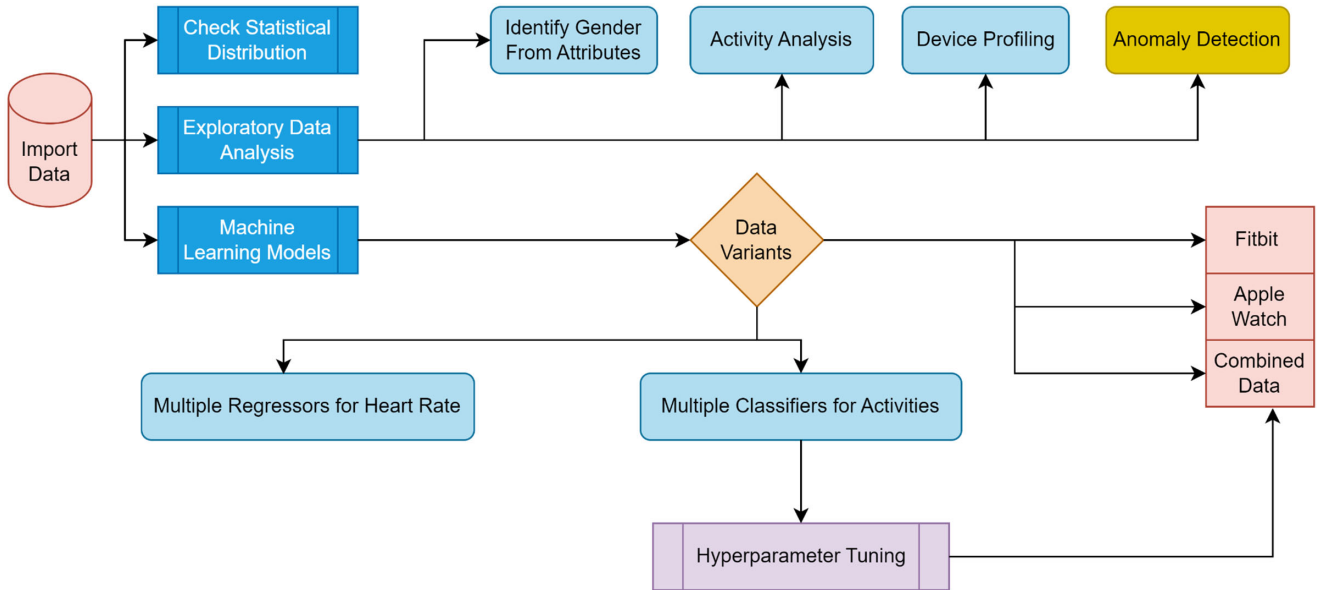 Check Statistical
Distribution
Identify Gender
From Attributes
Activity Analysis
Device Profiling
Anomaly Detection
Import
Data
Exploratory Data
Analysis
Machine
Learning Models
Data
Variants
Fitbit
Apple
Watch
Combined
Data
Multiple Regressors for Heart Rate
Multiple Classifiers for Activities
Hyperparameter Tuning